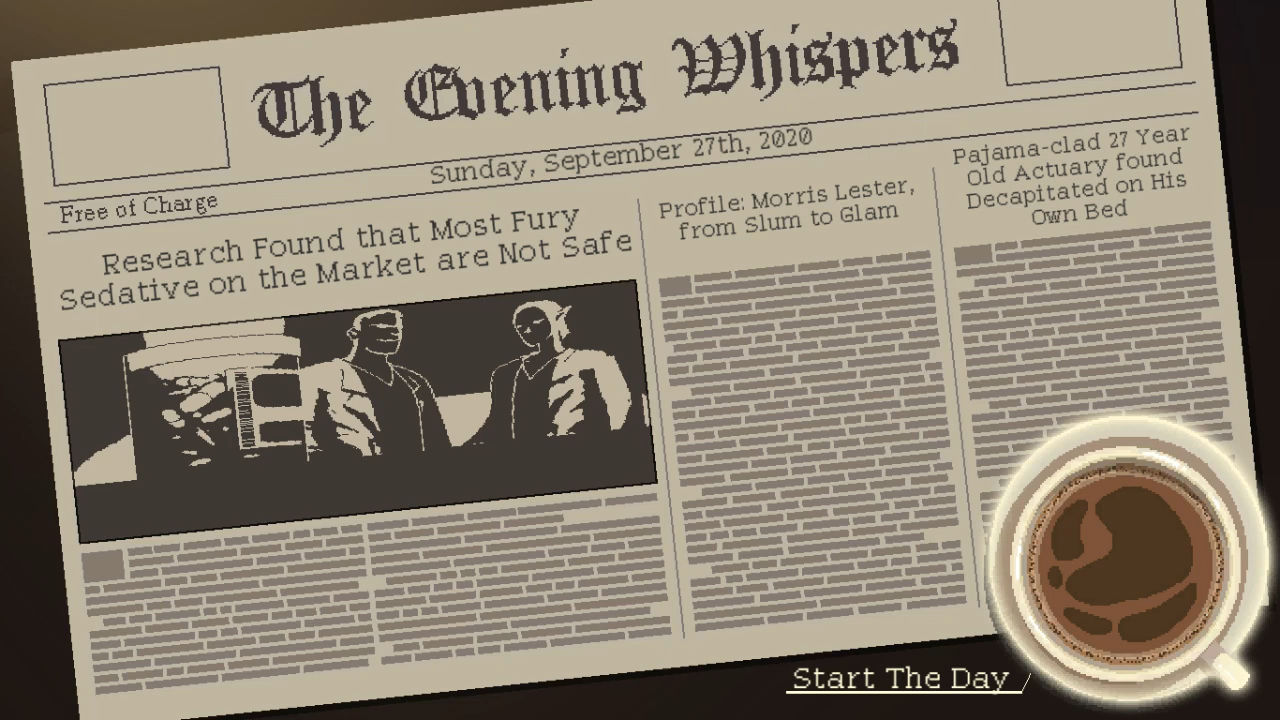 The Evening Whispers
Sunday, September 27th, 2020
Free of Charge
Research Found that Most Fury
Sedative on the Market are Not Safe
Profile: Morris Lester,
from Slum to Glam
Pajama-clad 27 Year
Old Actuary found
Decapitated on His
Own Bed
Start The Day